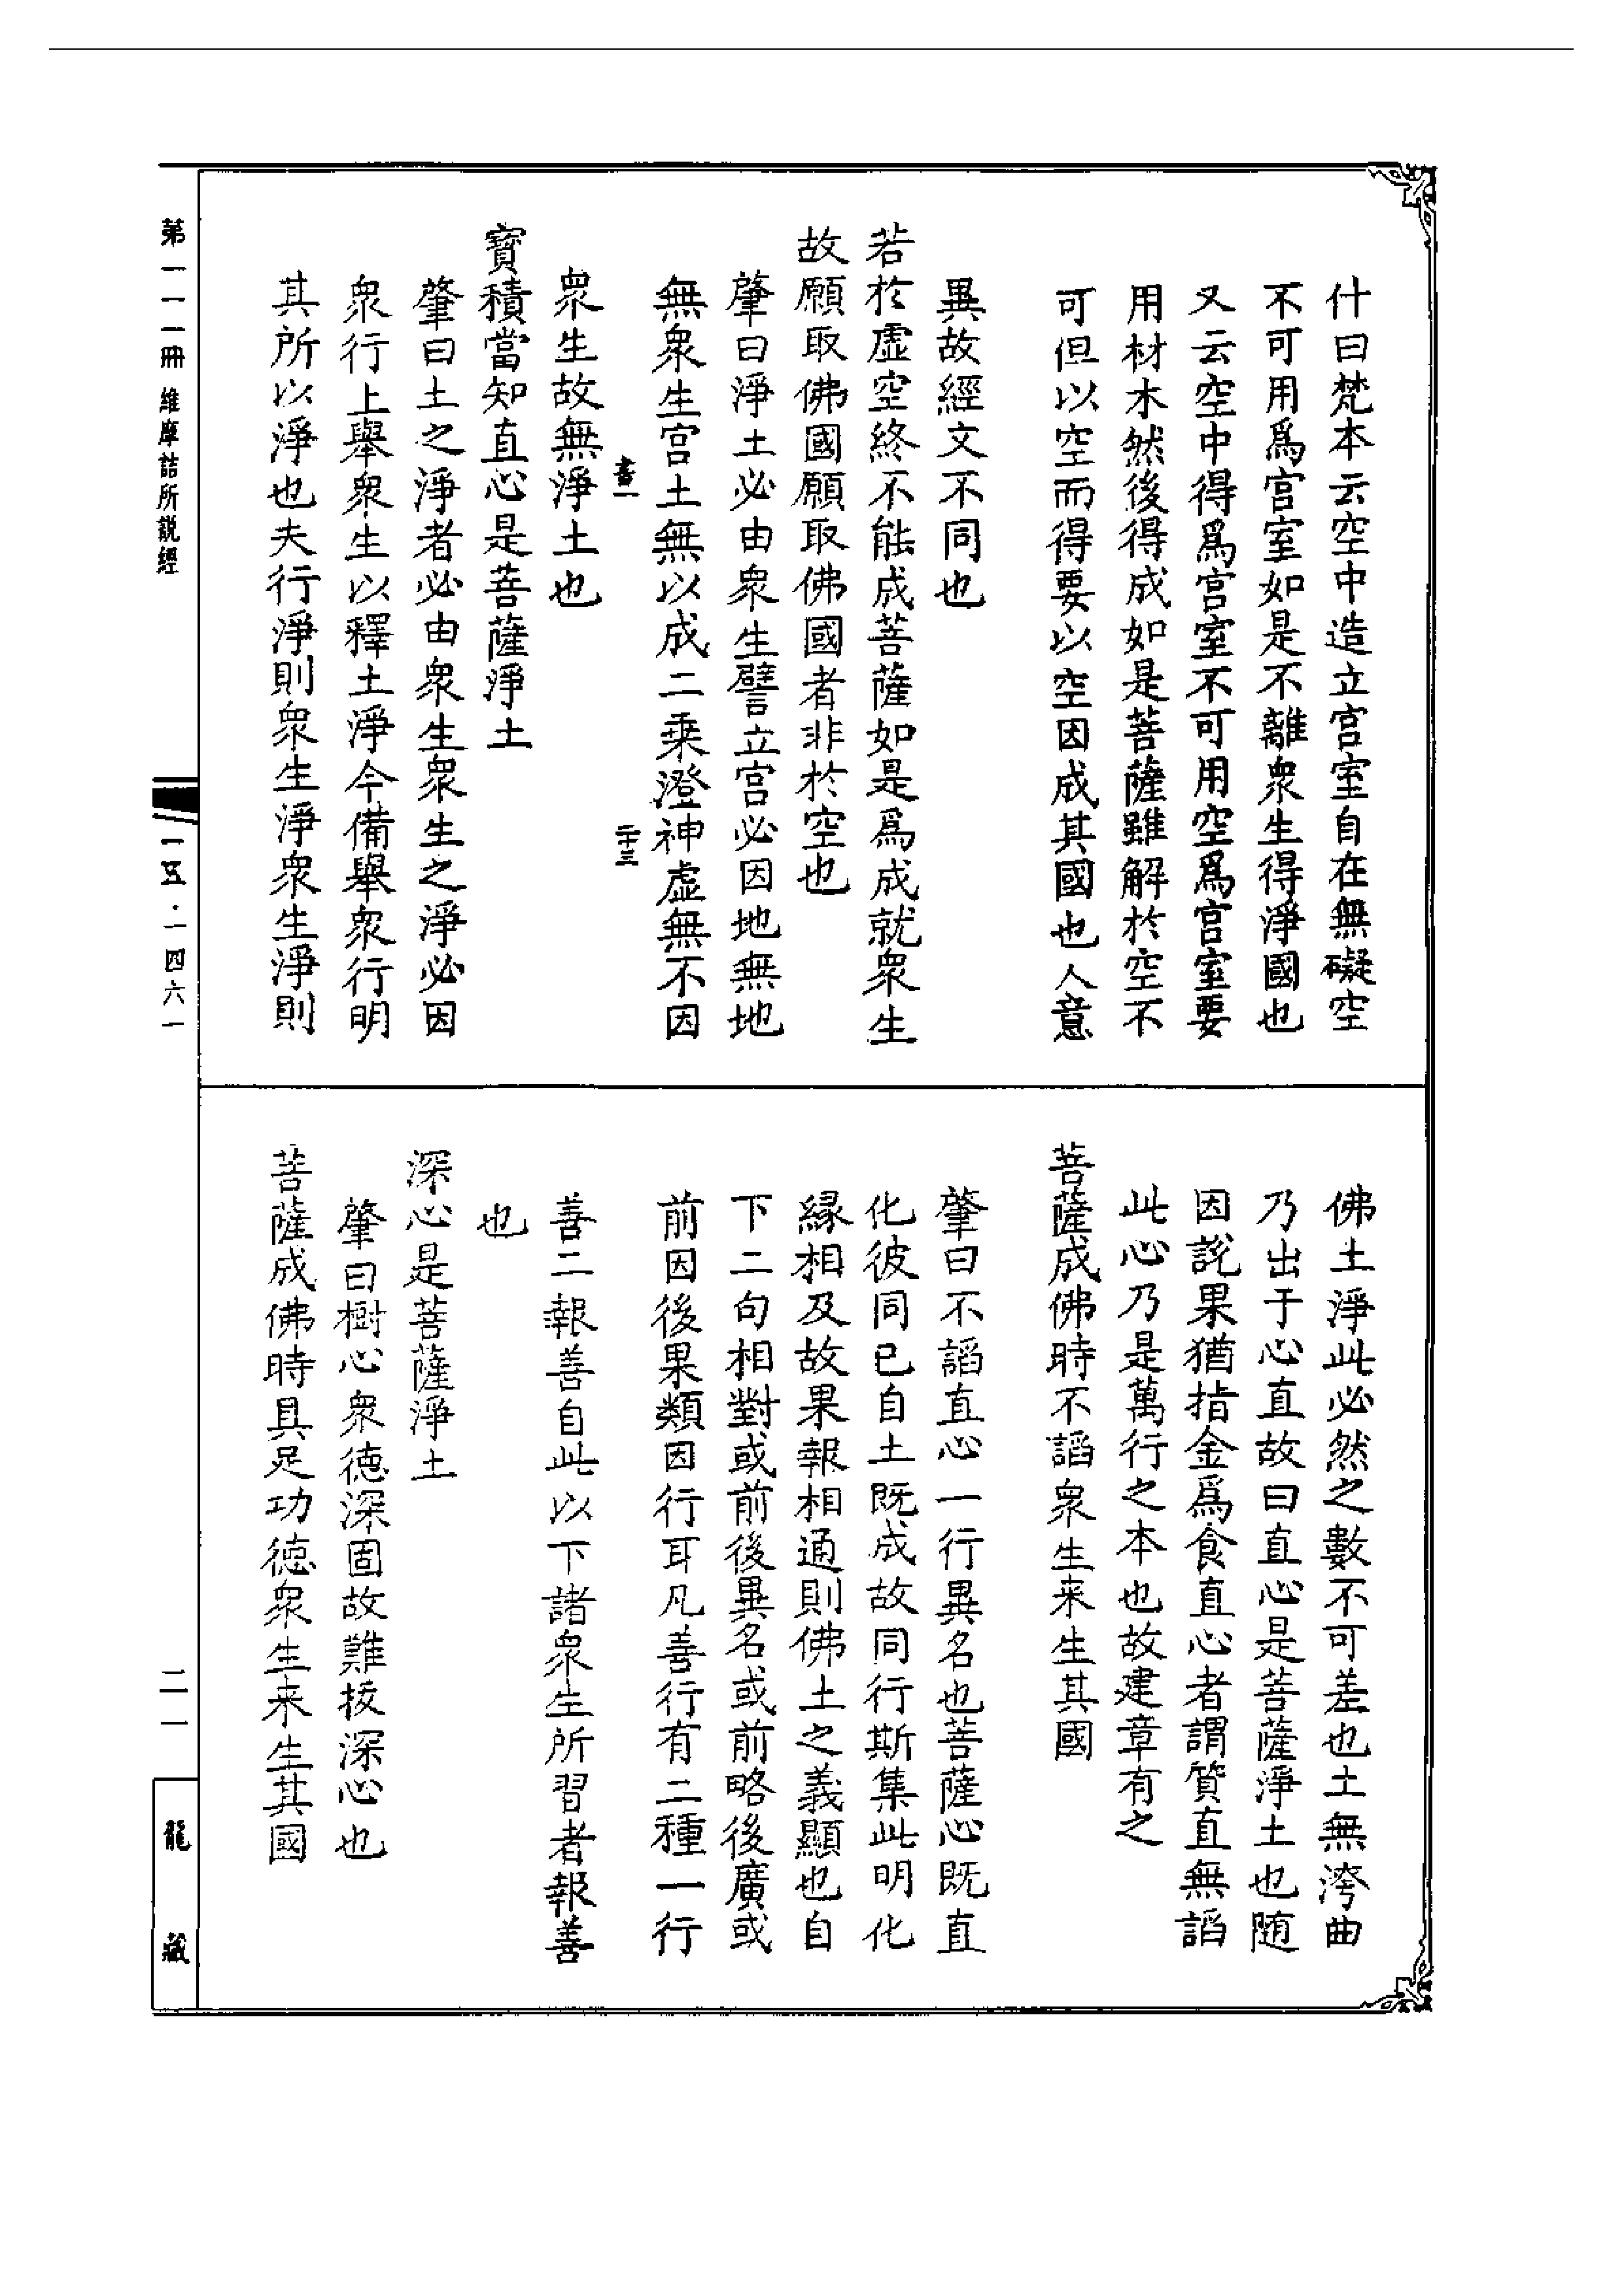 什曰梵本云空中造立宫室自在無礙空
不可用爲宫室如是不離衆生得淨國也
又云空中得爲宫室不可用空爲宫室要
用材木然後得成如是菩薩雖解於空不
可但以空而得要以空因成其國也人意
異故經文不同也
若於虛空終不能成菩薩如是爲成就衆生
故願取佛國願取佛國者非於空也
肇曰淨土必由衆生譬立宫必因地無地
無衆生宫土無以成二乘澄神虛無不因
書一
二十三
衆生故無淨土也
寶積當知直心是菩薩淨土
肇曰土之淨者必由衆生衆生之淨必因
衆行上舉衆生以釋土淨今備舉衆行明
其所以淨也夫行淨則衆生淨衆生淨則
佛土淨此必然之數不可差也土無洿曲
乃出于心直故曰直心是菩薩淨土也随
因説果猶指金爲食直心者謂質直無諂
此心乃是萬行之本也故建章有之
菩薩成佛時不諂衆生来生其國
肇曰不諂直心一行異名也菩薩心既直
化彼同已自土既成故同行斯集此明化
縁相及故果報相通則佛土之義顯也自
下二句相對或前後異名或前略後廣或
前因後果類因行耳凡善行有二種一行
善二報善自此以下諸衆生所習者報善
也
深心是菩薩淨土
肇曰樹心衆德深固故難拔深心也
菩薩成佛時具足功德衆生来生其國
第一一一冊 維摩詰所説經
一五·一四六一
二一
龍藏